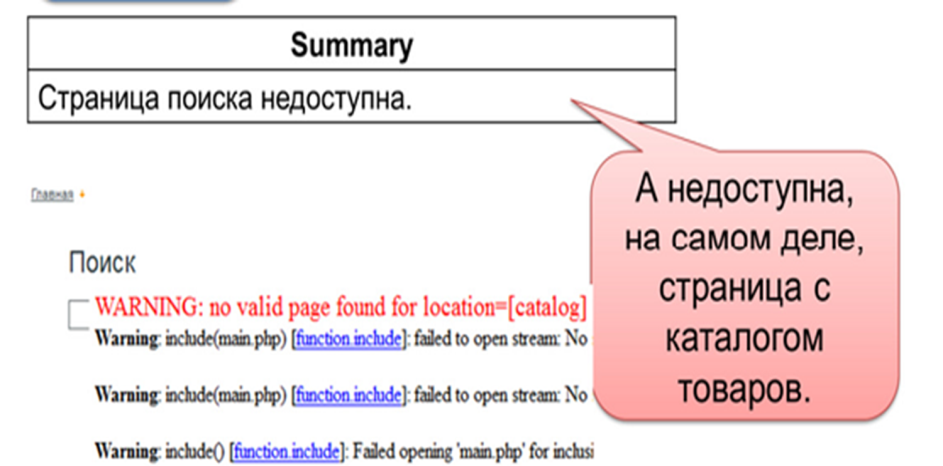 Summary
Страница поиска недоступна.
А недоступна,
на самом деле,
страница с
каталогом
товаров.
Главная
Поиск
WARNING: no valid page found for location=[catalog]
Warning: include(main.php) [function.include]: failed to open stream: No
Warning: include(main.php) [function.include]: failed to open stream: No
Warning: include() [function.include]: Failed opening 'main.php' for inclusi